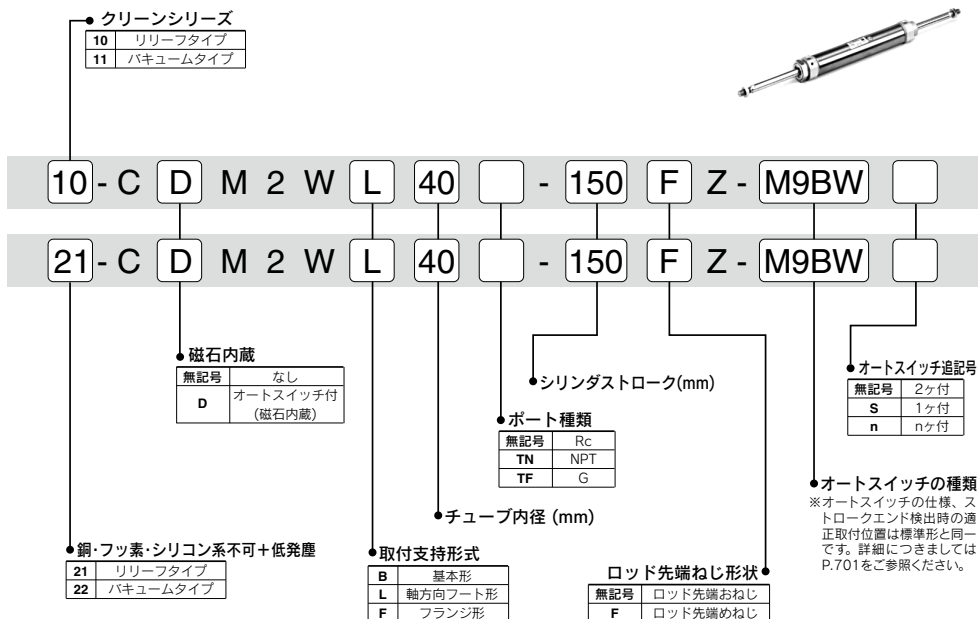 クリーンシリーズ
10 リリーフタイプ
11 バキュームタイプ
10 - C D M 2 W L 40 - 150 F Z - M9BW
21 - C D M 2 W L 40 - 150 F Z - M9BW
磁石内蔵
無記号 なし
D オートスイッチ付
(磁石内蔵)
シリンダストローク(mm)
オートスイッチ追記号
無記号 2ヶ付
S 1ヶ付
n nヶ付
ポート種類
無記号 Rc
TN NPT
TF G
オートスイッチの種類
※オートスイッチの仕様、ス
トロークエンド検出時の適
正取付位置は標準形と同一
です。詳細につきましては
P.701をご参照ください。
チューブ内径 (mm)
銅・フッ素・シリコン系不可+低発塵
21 リリーフタイプ
22 バキュームタイプ
取付支持形式
B 基本形
L 軸方向フート形
F フランジ形
ロッド先端ねじ形状
無記号 ロッド先端おねじ
F ロッド先端めねじ